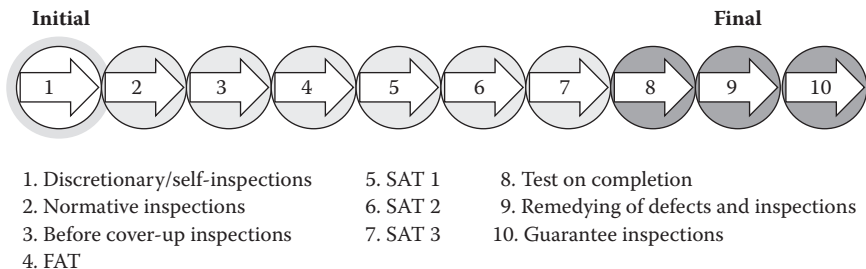 Initial Final
1 2 3 4 5 6 7 8 9 10
1. Discretionary/self-inspections 5. SAT 1 8. Test on completion
2. Normative inspections 6. SAT 2 9. Remedying of defects and inspections
3. Before cover-up inspections 7. SAT 3 10. Guarantee inspections
4. FAT